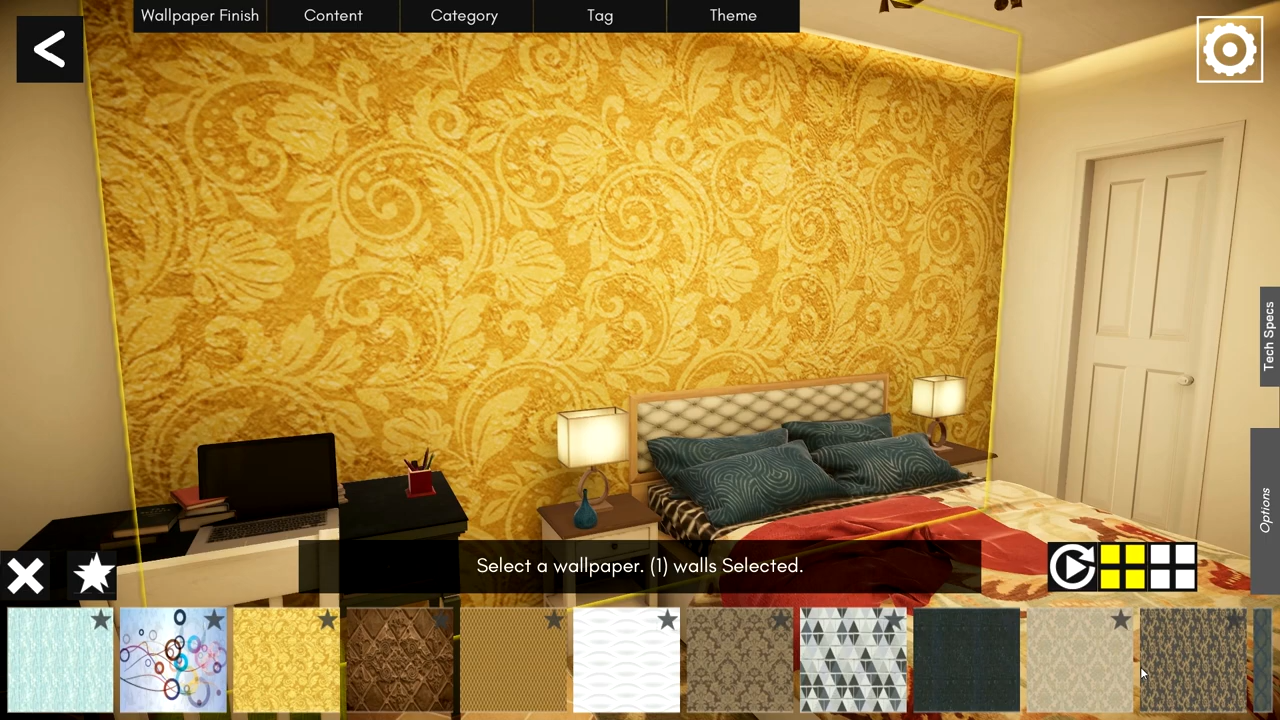 Wallpaper Finish
Content
Category
Tag
Theme
Tech Specs
Options
Select a wallpaper. (1) walls Selected.